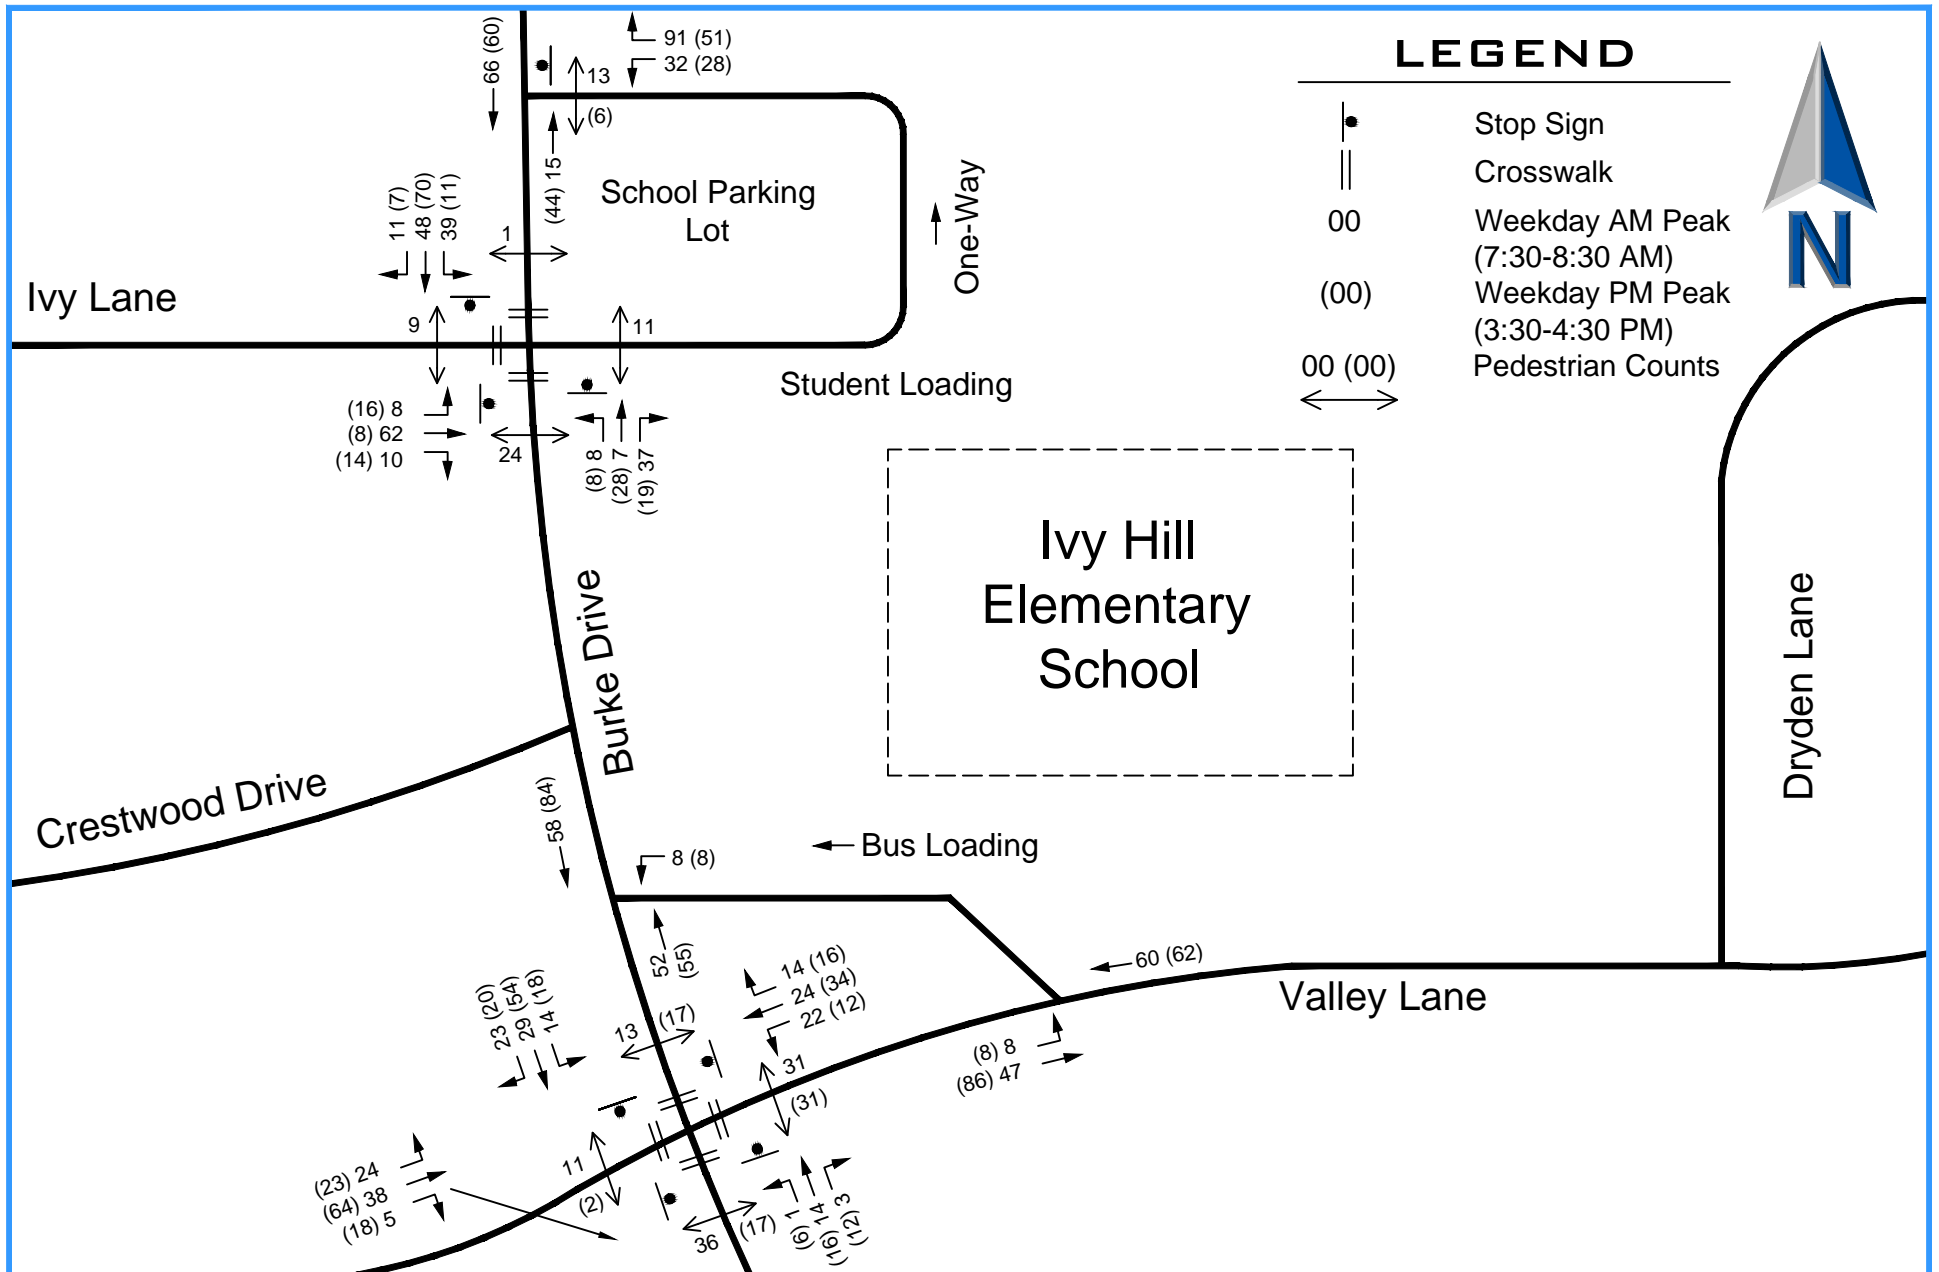 66 (60)
91 (51)
32 (28)
13
(6)
(44) 15
School Parking
Lot
One-Way
11 (7)
48 (70)
39 (11)
1
Ivy Lane
9
11
Student Loading
(16) 8
(8) 62
(14) 10
24
(8) 8
(28) 7
(19) 37
LEGEND
Stop Sign
Crosswalk
00
Weekday AM Peak
(7:30-8:30 AM)
(00)
Weekday PM Peak
(3:30-4:30 PM)
00 (00)
Pedestrian Counts
N
Ivy Hill
Elementary
School
Burke Drive
Dryden Lane
Crestwood Drive
58 (84)
8 (8)
Bus Loading
52
(55)
60 (62)
Valley Lane
14 (16)
24 (34)
22 (12)
23 (20)
29 (54)
14 (18)
13
(17)
31
(31)
(8) 8
(86) 47
11
(2)
(23) 24
(64) 38
(18) 5
36
(17)
(6) 1
(16) 14
(12) 3